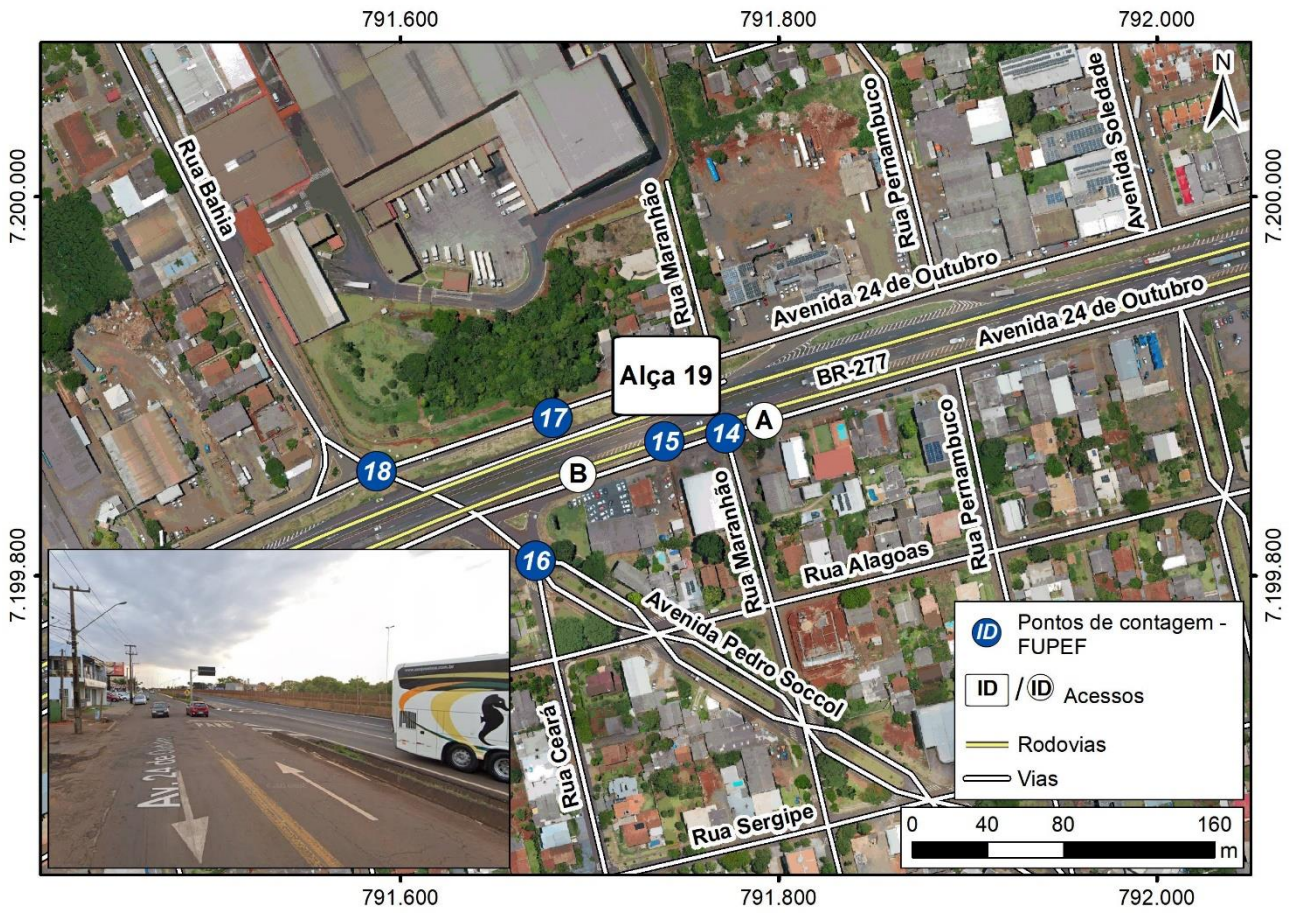 791.600
791.800
792.000
N
7.200.000
7.200.000
7.199.800
7.199.800
Rua Bahia
Rua Maranhão
Rua Pernambuco
Avenida Soledade
Avenida 24 de Outubro
Avenida 24 de Outubro
BR-277
Alça 19
17
18
15
14
A
B
16
Rua Maranhão
Rua Pernambuco
Rua Alagoas
Avenida Pedro Soccol
Rua Ceará
Rua Sergipe
Av. 24 de Outubro
ID
Pontos de contagem -
FUPEF
ID / ID Acessos
Rodovias
Vias
0 40 80 160
m
791.600
791.800
792.000